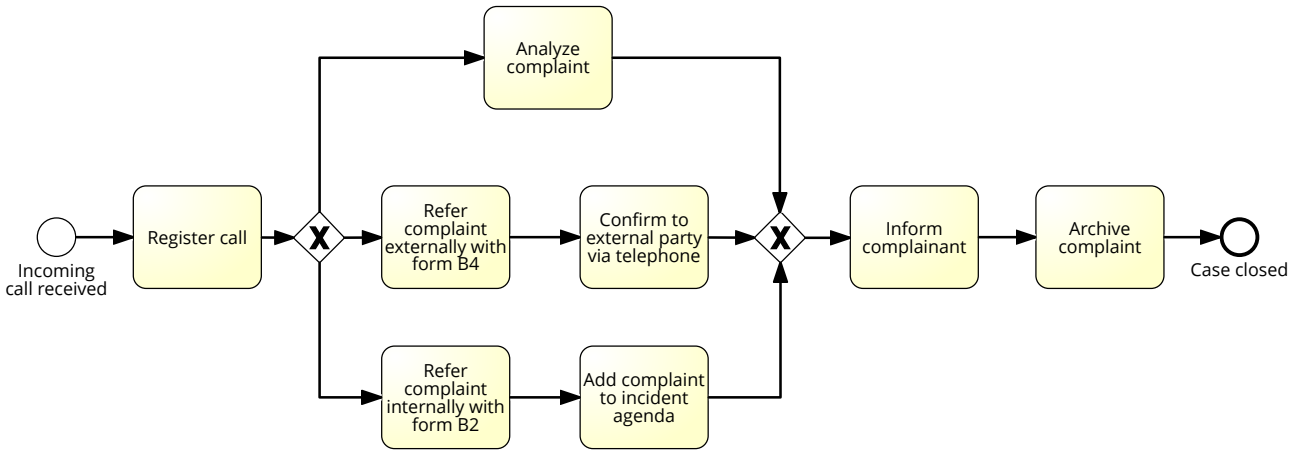 Analyze
complaint
Incoming
call received
Register call
X
Refer
complaint
externally with
form B4
Confirm to
external party
via telephone
X
Inform
complainant
Archive
complaint
Case closed
Refer
complaint
internally with
form B2
Add complaint
to incident
agenda